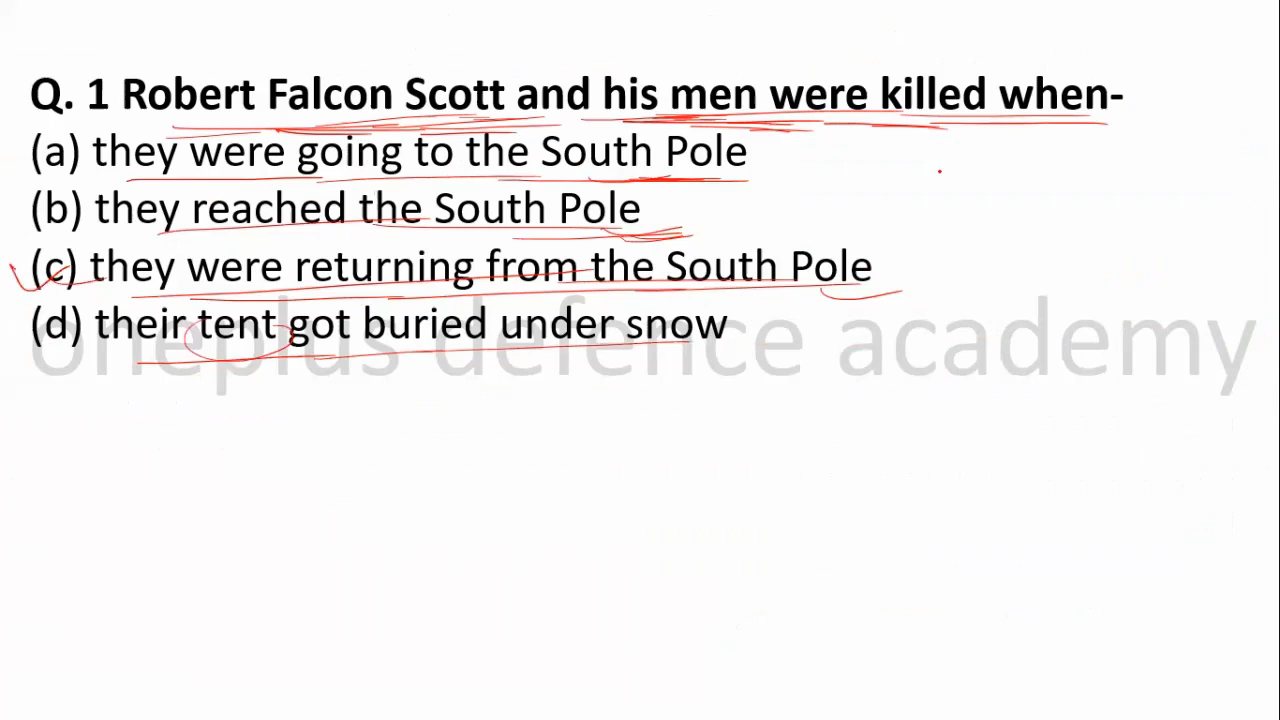 Q. 1 Robert Falcon Scott and his men were killed when-
(a) they were going to the South Pole
(b) they reached the South Pole
(c) they were returning from the South Pole
(d) their tent got buried under snow
oneplus defence academy